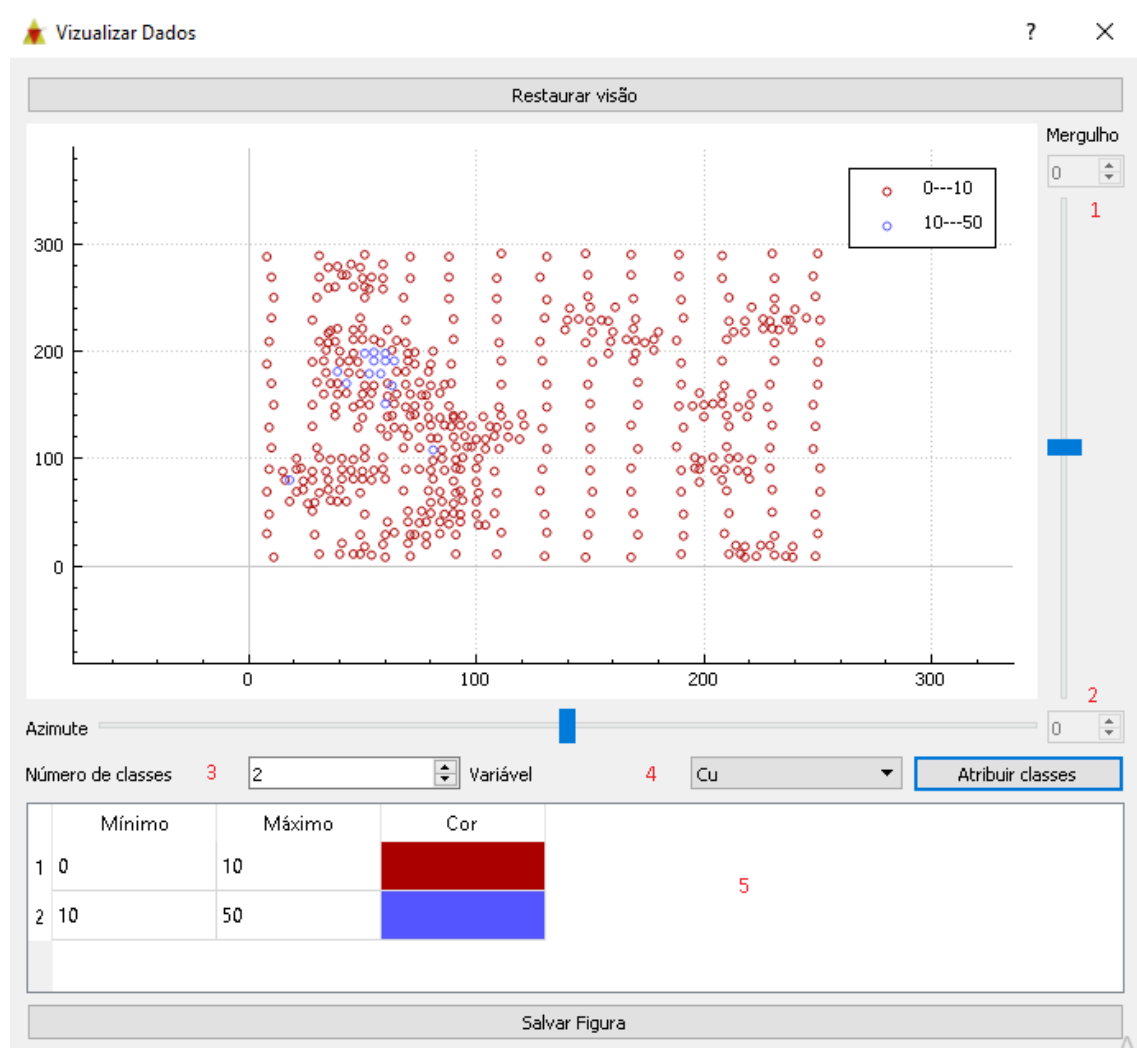 Vizualizar Dados ?
Restaurar visão
Mergulho
0
1
0---10
10---50
300
200
100
0
0 100 200 300
2
Azimute 0
Número de classes 3 2 Variável 4 Cu Atribuir classes
Mínimo Máximo Cor
1 0 10
5
2 10 50
Salvar Figura